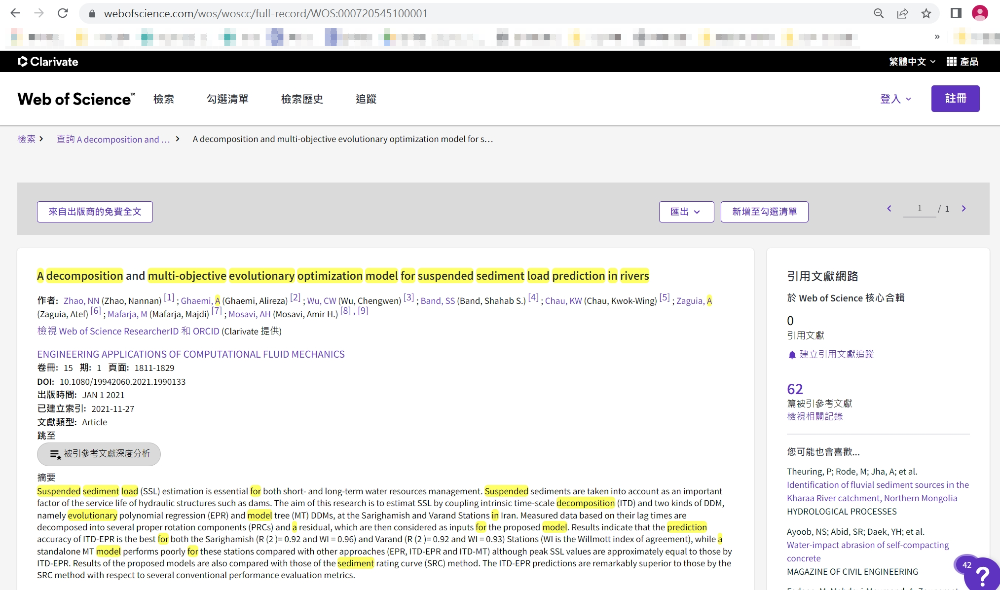 webofscience.com/wos/woscc/full-record/WOS:000720545100001
»
Clarivate
繁體中文 產品
Web of Science™ 檢索 勾選清單 檢索歷史 追蹤 登入 註冊
檢索 > 查詢 A decomposition and … > A decomposition and multi-objective evolutionary optimization model for s…
來自出版商的免費全文 匯出 新增至勾選清單 1 / 1
A decomposition and multi-objective evolutionary optimization model for suspended sediment load prediction in rivers
作者: Zhao, NN (Zhao, Nannan) [1] ; Ghaemi, A (Ghaemi, Alireza) [2] ; Wu, CW (Wu, Chengwen) [3] ; Band, SS (Band, Shahab S.) [4] ; Chau, KW (Chau, Kwok-Wing) [5] ; Zaguia, A
(Zaguia, Atef) [6] ; Mafarja, M (Mafarja, Majdi) [7] ; Mosavi, AH (Mosavi, Amir H.) [8] , [9]
檢視 Web of Science ResearcherID 和 ORCID (Clarivate 提供)
ENGINEERING APPLICATIONS OF COMPUTATIONAL FLUID MECHANICS
卷冊: 15 期: 1 頁面: 1811-1829
DOI: 10.1080/19942060.2021.1990133
出版時間: JAN 1 2021
已建立索引: 2021-11-27
文獻類型: Article
跳至
被引參考文獻深度分析
摘要
Suspended sediment load (SSL) estimation is essential for both short- and long-term water resources management. Suspended sediments are taken into account as an important
factor of the service life of hydraulic structures such as dams. The aim of this research is to estimat SSL by coupling intrinsic time-scale decomposition (ITD) and two kinds of DDM,
namely evolutionary polynomial regression (EPR) and model tree (MT) DDMs, at the Sarighamish and Varand Stations in Iran. Measured data based on their lag times are
decomposed into several proper rotation components (PRCs) and a residual, which are then considered as inputs for the proposed model. Results indicate that the prediction
accuracy of ITD-EPR is the best for both the Sarighamish (R (2 )= 0.92 and WI = 0.96) and Varand (R (2 )= 0.92 and WI = 0.93) Stations (WI is the Willmott index of agreement), while a
standalone MT model performs poorly for these stations compared with other approaches (EPR, ITD-EPR and ITD-MT) although peak SSL values are approximately equal to those by
ITD-EPR. Results of the proposed models are also compared with those of the sediment rating curve (SRC) method. The ITD-EPR predictions are remarkably superior to those by the
SRC method with respect to several conventional performance evaluation metrics.
引用文獻網路
於 Web of Science 核心合輯
0
引用文獻
建立引用文獻追蹤
62
篇被引參考文獻
檢視相關記錄
您可能也會喜歡...
Theuring, P; Rode, M; Jha, A; et al.
Identification of fluvial sediment sources in the
Kharaa River catchment, Northern Mongolia
HYDROLOGICAL PROCESSES
Ayoob, NS; Abid, SR; Daek, YH; et al.
Water-impact abrasion of self-compacting
concrete
MAGAZINE OF CIVIL ENGINEERING
42
?